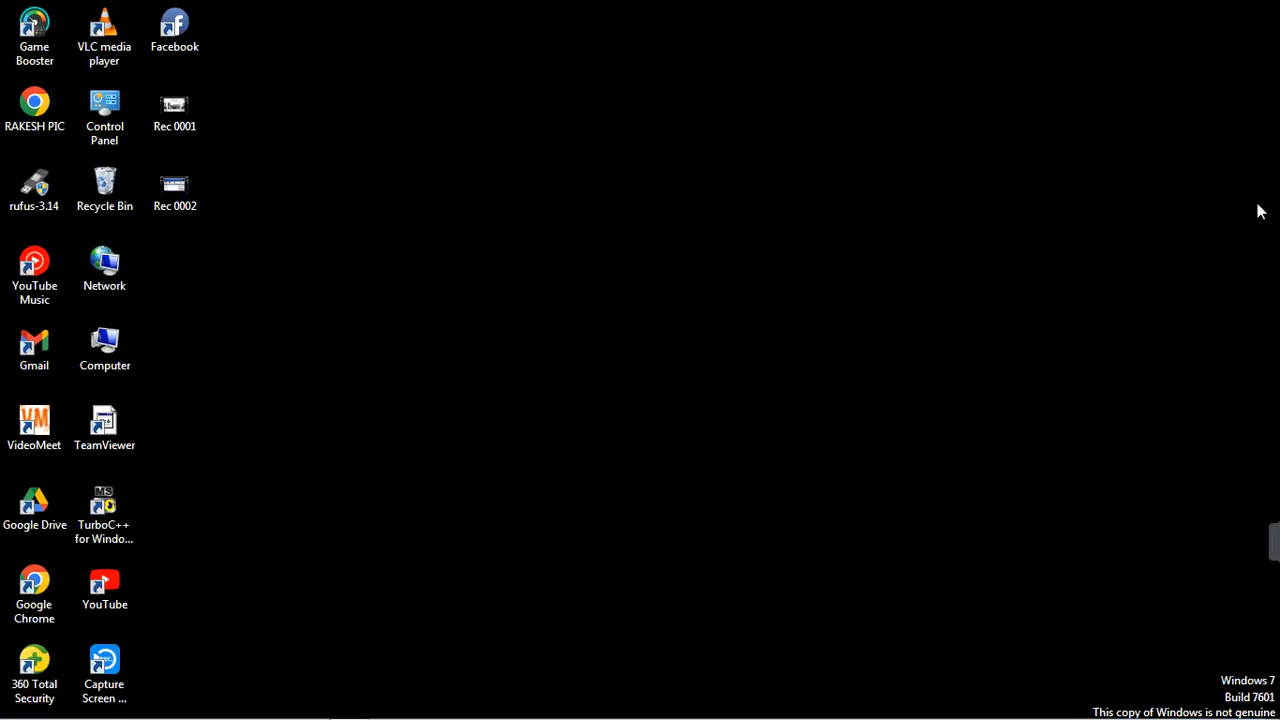 Game
Booster
VLC media
player
Facebook
RAKESH PIC
Control
Panel
Rec 0001
rufus-3.14
Recycle Bin
Rec 0002
YouTube
Music
Network
Gmail
Computer
VM
VideoMeet
TeamViewer
Google Drive
MS
TurboC++
for Windo...
Google
Chrome
YouTube
360 Total
Security
Capture
Screen ...
Windows 7
Build 7601
This copy of Windows is not genuine